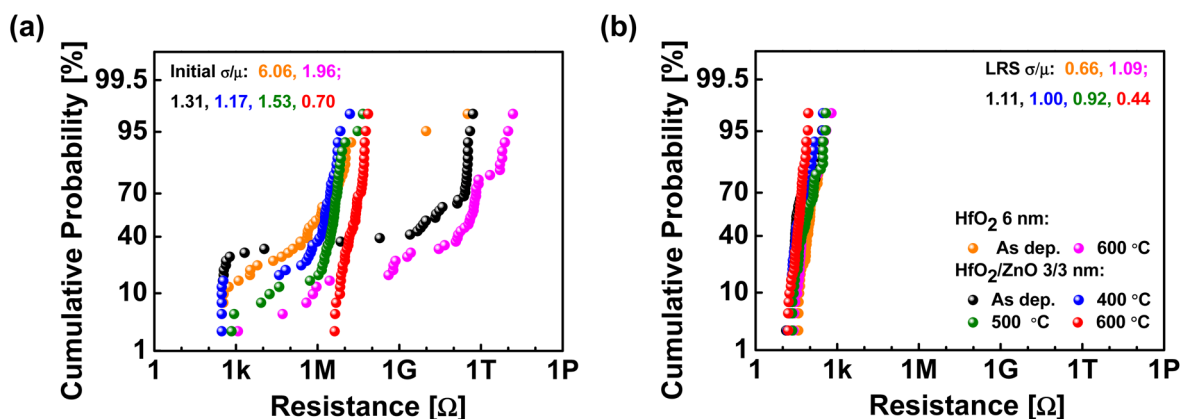 (a)
Cumulative Probability [%]
99.5
95
70
40
10
1
Initial σ/μ: 6.06, 1.96;
1.31, 1.17, 1.53, 0.70
1 1k 1M 1G 1T 1P
Resistance [Ω]
(b)
Cumulative Probability [%]
99.5
95
70
40
10
1
LRS σ/μ: 0.66, 1.09;
1.11, 1.00, 0.92, 0.44
HfO₂ 6 nm:
As dep. 600 °C
HfO₂/ZnO 3/3 nm:
As dep. 400 °C
500 °C 600 °C
1 1k 1M 1G 1T 1P
Resistance [Ω]